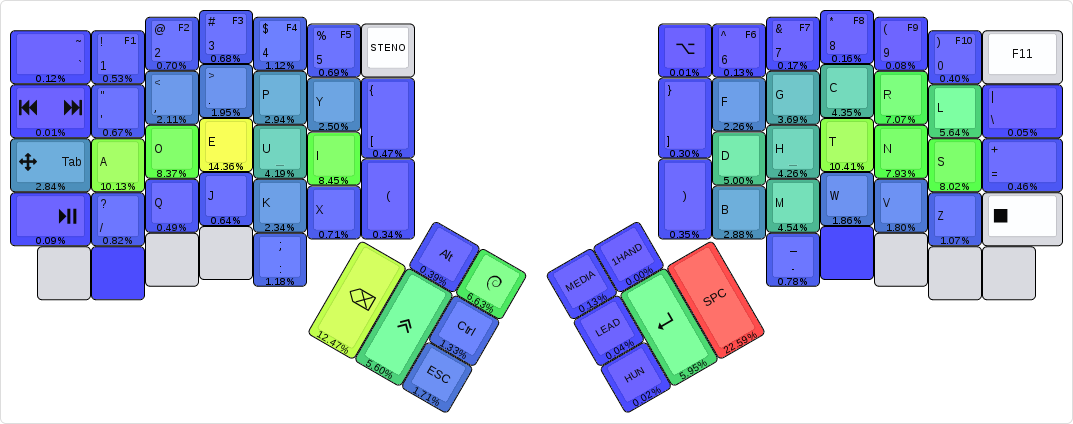 ~ `
0.12%
! F1
1
0.53%
@ F2
2
0.70%
# F3
3
0.68%
$ F4
4
1.12%
% F5
5
0.69%
STENO
0.01%
" '
0.67%
< ,
2.11%
> .
1.95%
P
2.94%
Y
2.50%
{
[
0.47%
Tab
2.84%
A
10.13%
O
8.37%
E
14.36%
U _
4.19%
I
8.45%
0.09%
? /
0.82%
Q
0.49%
J
0.64%
K
2.34%
X
0.71%
(
0.34%
; :
1.18%
12.47%
5.60%
Alt
0.39%
6.63%
Ctrl
1.33%
ESC
1.71%
⌥
0.01%
^ F6
6
0.13%
& F7
7
0.17%
* F8
8
0.16%
( F9
9
0.08%
) F10
0
0.40%
F11
}
]
0.30%
F
2.26%
G
3.69%
C
4.35%
R
7.07%
L
5.64%
| \
0.05%
D
5.00%
H _
4.26%
T
10.41%
N
7.93%
S
8.02%
+ =
0.46%
)
0.35%
B
2.88%
M
4.54%
W
1.86%
V
1.80%
Z
1.07%
_ -
0.78%
MEDIA
0.13%
1HAND
0.00%
LEAD
0.04%
HUN
0.02%
5.95%
SPC
22.59%